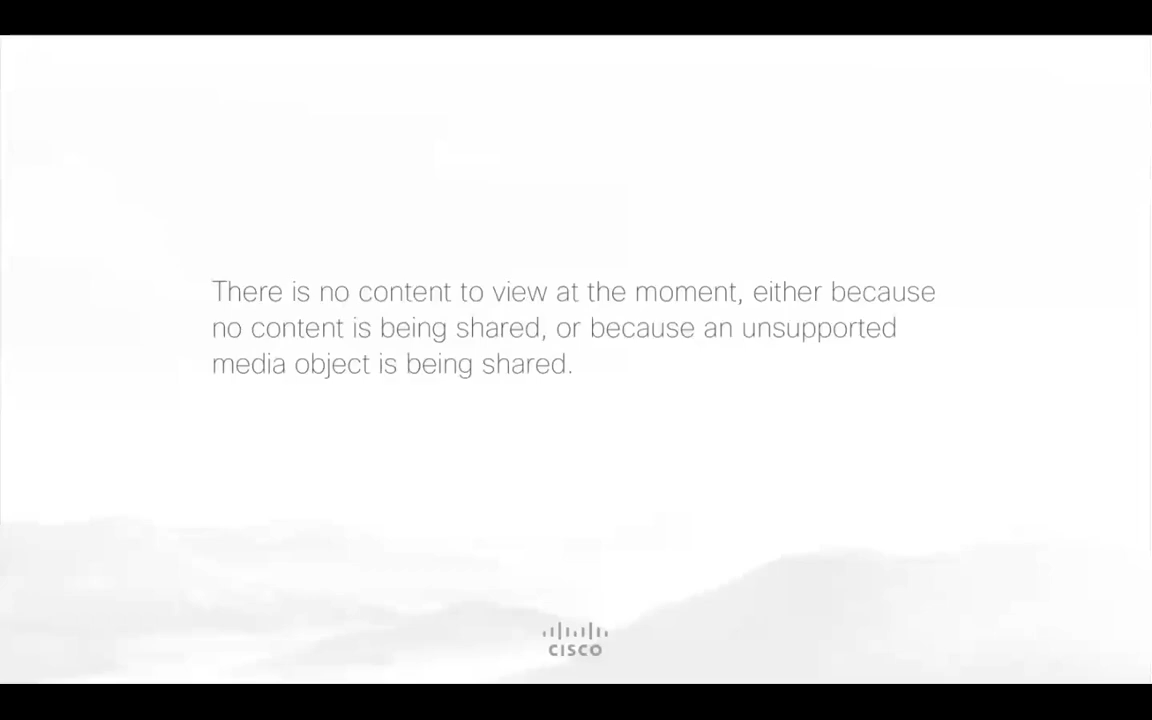 There is no content to view at the moment, either because
no content is being shared, or because an unsupported
media object is being shared.
CISCO